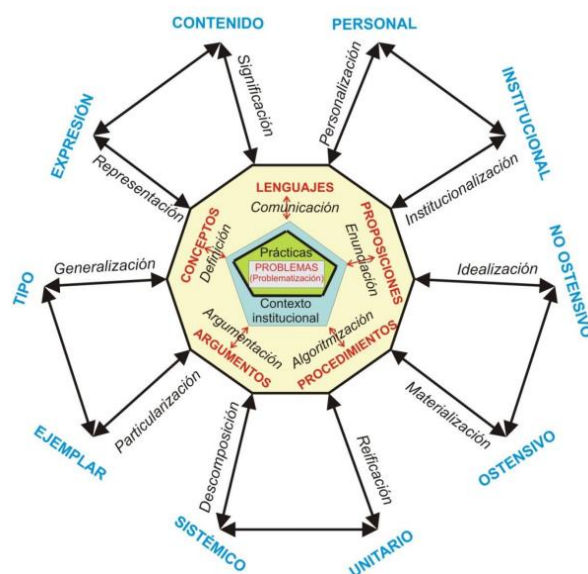 CONTENIDO
PERSONAL
EXPRESIÓN
Significación
Personalización
INSTITUCIONAL
Representación
Institucionalización
LENGUAJES
Comunicación
CONCEPTOS
Definición
PROPOSICIONES
Enunciación
Prácticas
PROBLEMAS
(Problematización)
Contexto
institucional
Argumentación
ARGUMENTOS
Algoritmización
PROCEDIMIENTOS
TIPO
Generalización
Idealización
NO OSTENSIVO
EJEMPLAR
Particularización
Materialización
OSTENSIVO
Descomposición
Reificación
SISTÉMICO
UNITARIO